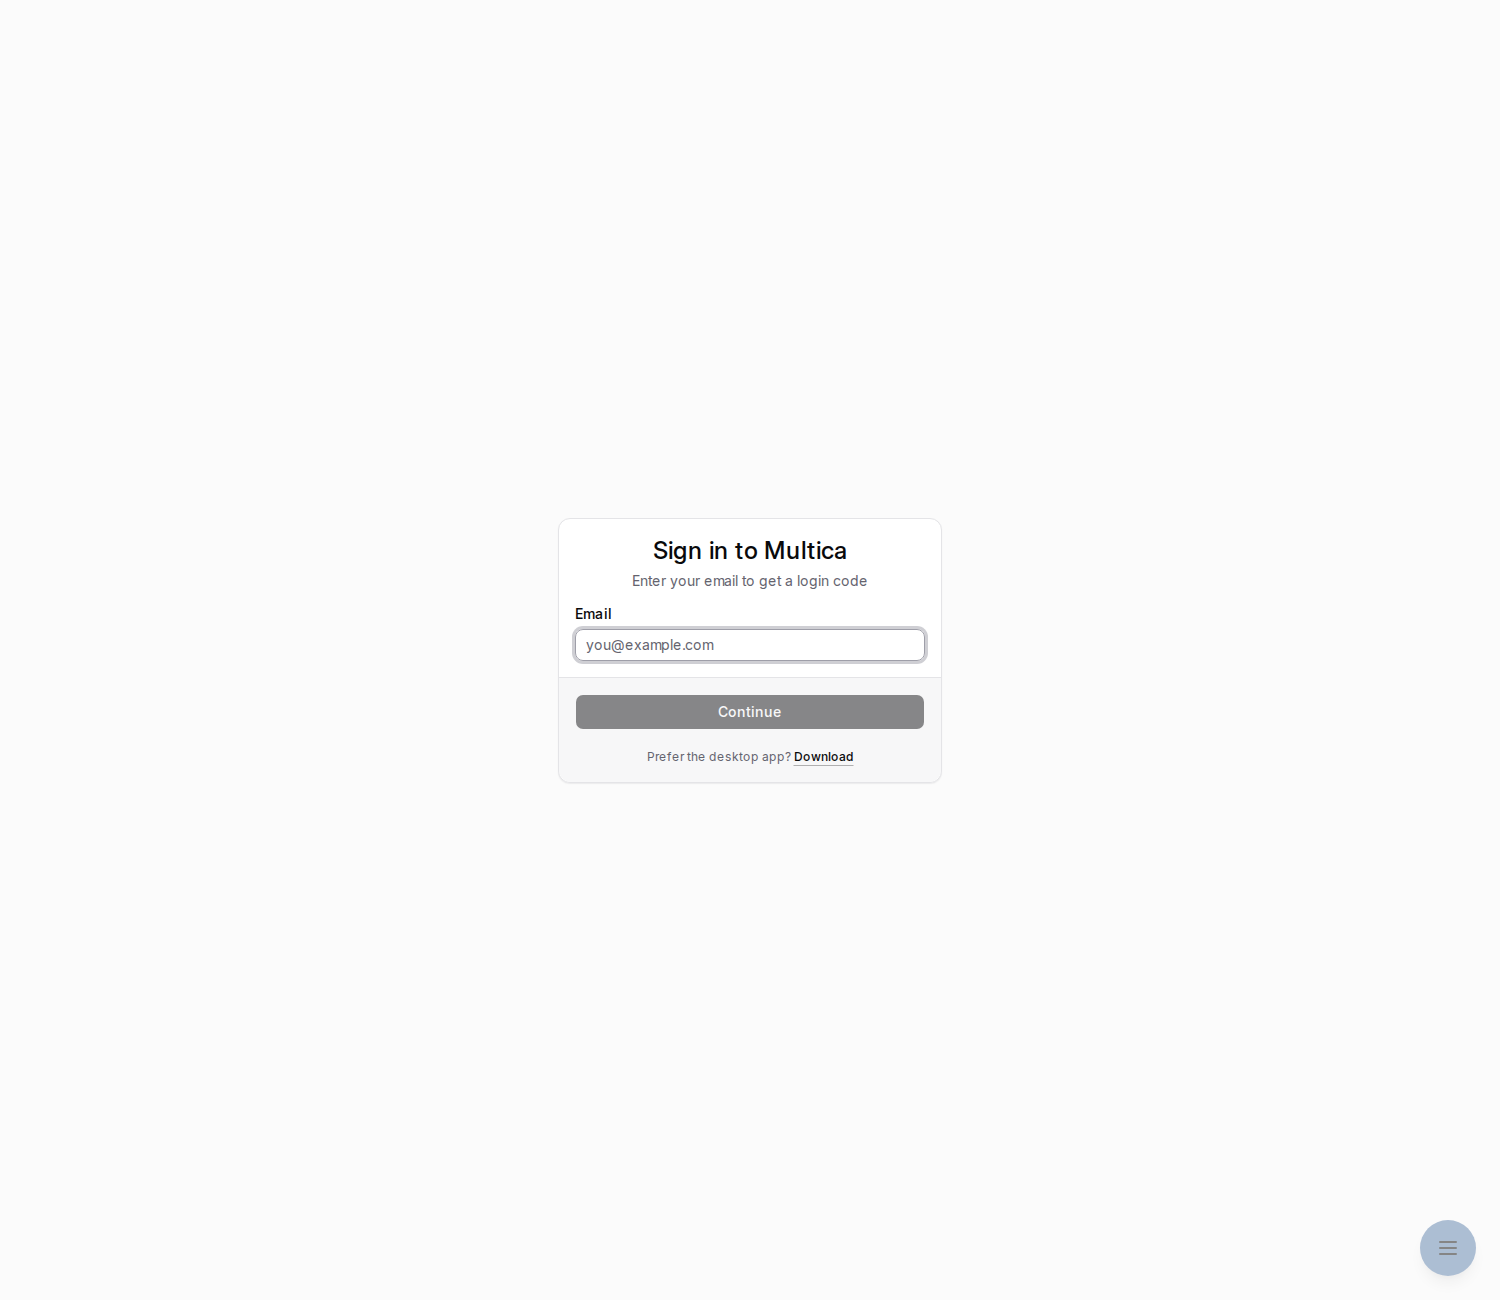 Sign in to Multica
Enter your email to get a login code
Email
you@example.com
Continue
Prefer the desktop app? Download